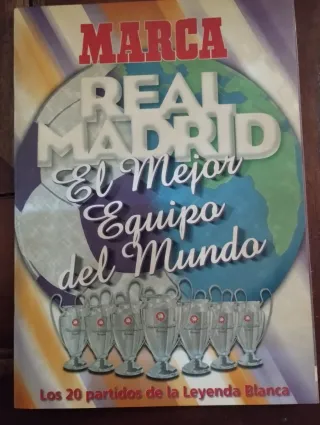 MARCA
REAL
MADRID
El Mejor
Equipo
del Mundo
Los 20 partidos de la Leyenda Blanca